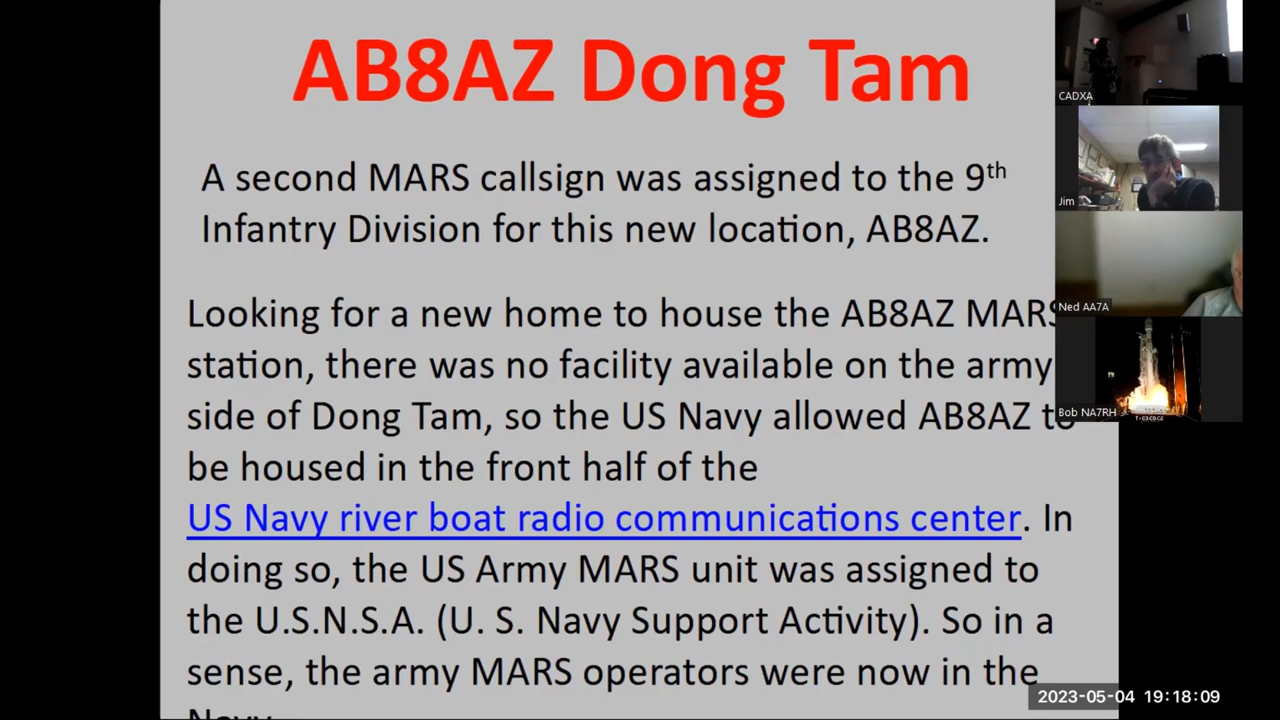 AB8AZ Dong Tam
A second MARS callsign was assigned to the 9th
Infantry Division for this new location, AB8AZ.
Looking for a new home to house the AB8AZ MARS
station, there was no facility available on the army
side of Dong Tam, so the US Navy allowed AB8AZ to
be housed in the front half of the
US Navy river boat radio communications center. In
doing so, the US Army MARS unit was assigned to
the U.S.N.S.A. (U. S. Navy Support Activity). So in a
sense, the army MARS operators were now in the
Navy.
CADXA
Jim
Ned AA7A
Bob NA7RH
2023-05-04 19:18:09